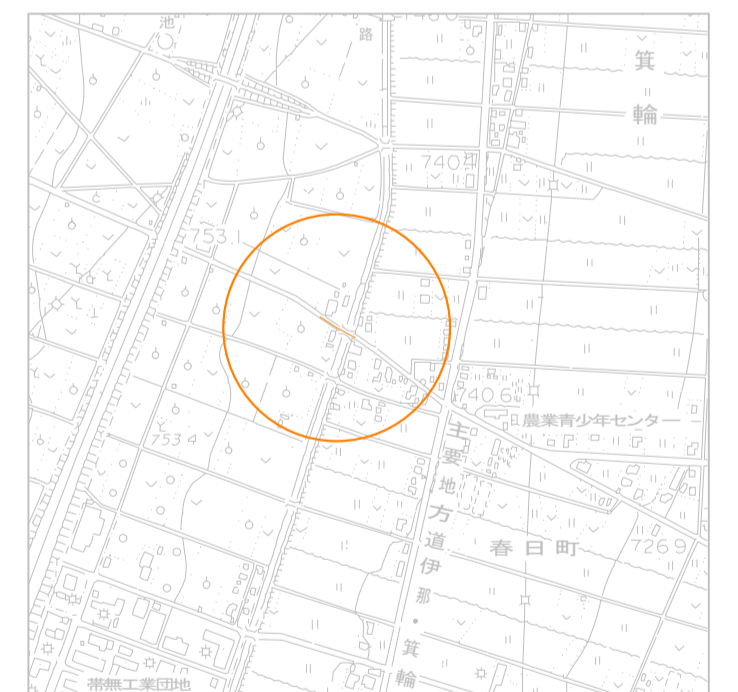 池
路
箕輪
753.1
740.6
農業青少年センター
753.4
主要地方道伊那・箕輪
春日町
726.9
帯無工業団地